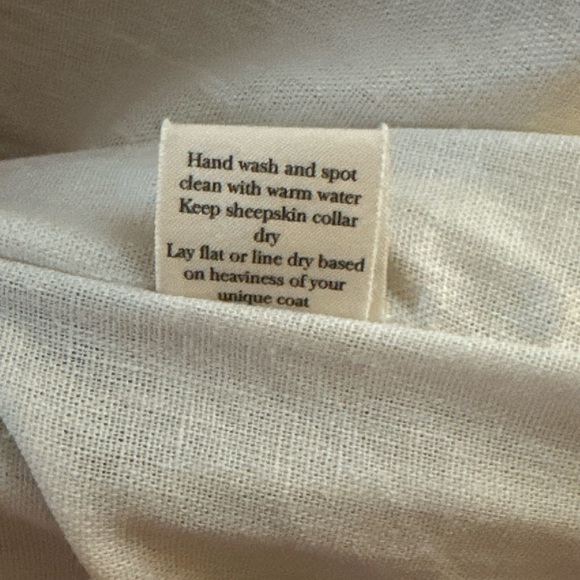 Hand wash and spot
clean with warm water
Keep sheepskin collar
dry
Lay flat or line dry based
on heaviness of your
unique coat